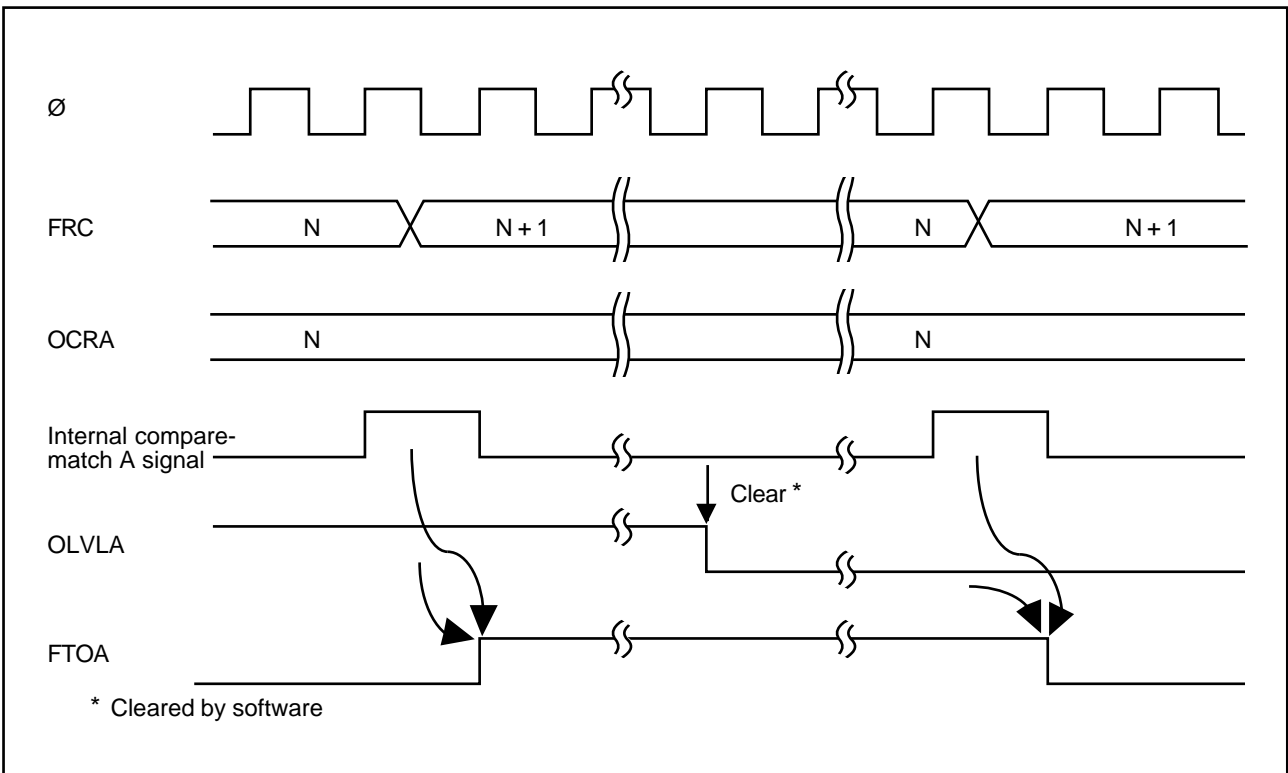 Ø
FRC
N
N + 1
N
N + 1
OCRA
N
N
Internal compare-
match A signal
Clear *
OLVLA
FTOA
* Cleared by software